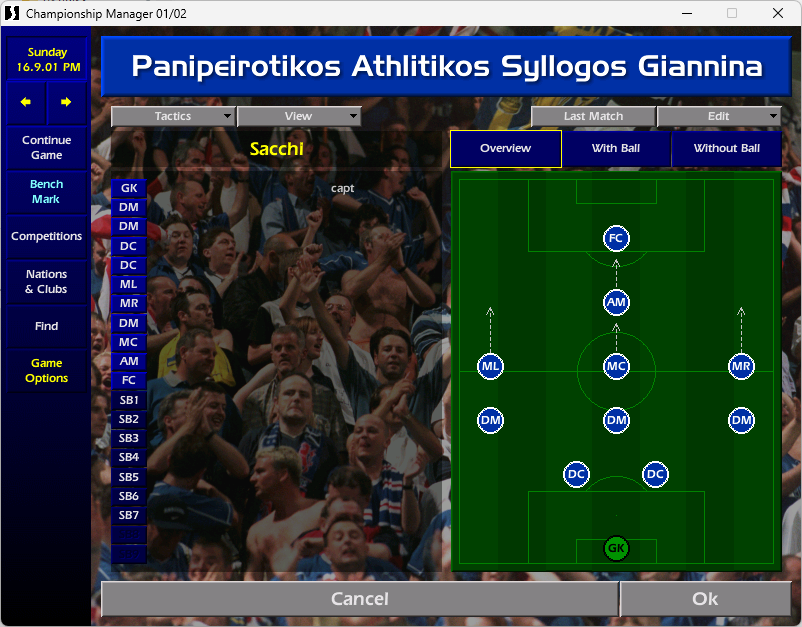 Championship Manager 01/02
Sunday
16.9.01 PM
Panipeirotikos Athlitikos Syllogos Giannina
Continue
Game
Bench
Mark
Competitions
Nations
& Clubs
Find
Game
Options
Tactics
View
Last Match
Edit
Sacchi
Overview
With Ball
Without Ball
GK
capt
DM
DM
DC
DC
ML
MR
DM
MC
AM
FC
SB1
SB2
SB3
SB4
SB5
SB6
SB7
FC
AM
ML
MC
MR
DM
DM
DM
DC
DC
GK
Cancel
Ok